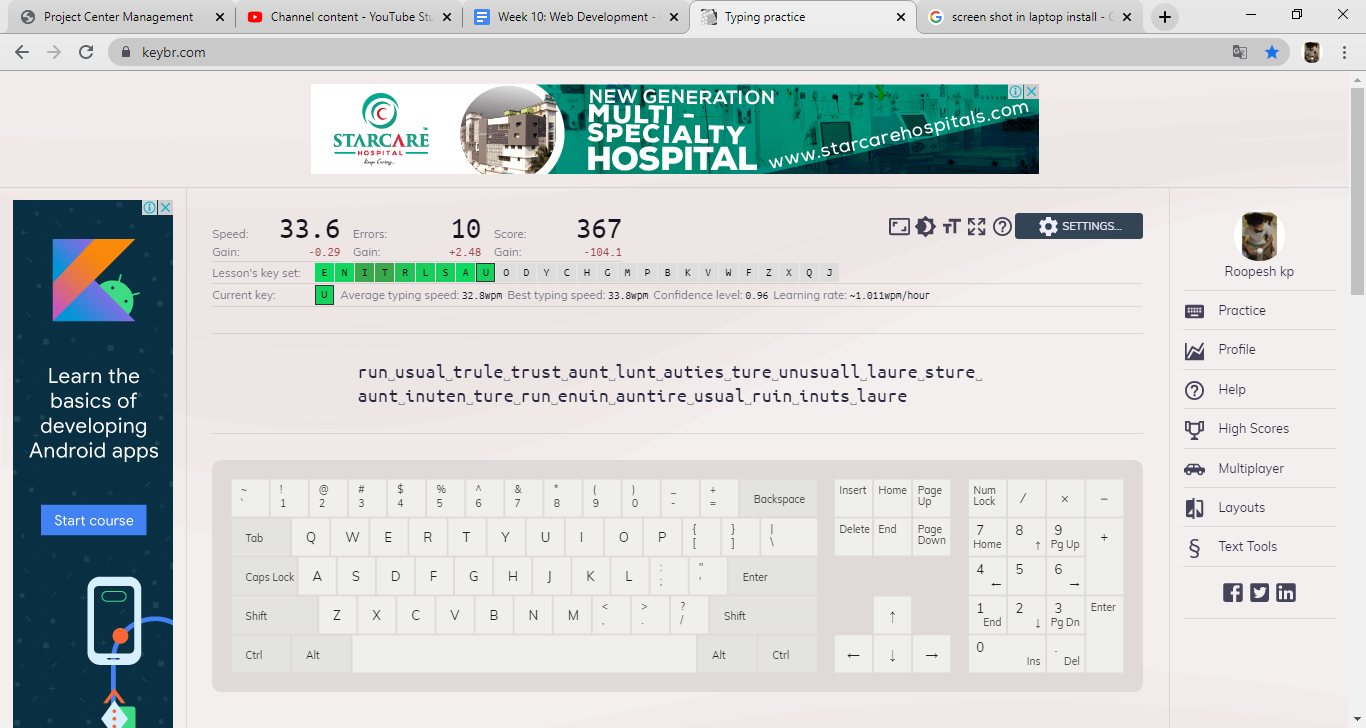 Project Center Management
Channel content - YouTube Stu
Week 10: Web Development -
Typing practice
screen shot in laptop install - G
keybr.com
STARCARE
HOSPITAL
NEW GENERATION
MULTI -
SPECIALTY
HOSPITAL
www.starcarehospitals.com
Learn the
basics of
developing
Android apps
Start course
Speed: 33.6 Errors: 10 Score: 367
Gain: -0.29 Gain: +2.48 Gain: -104.1
SETTINGS...
Lesson's key set: E N I T R L S A U O D Y C H G M P B K V W F Z X Q J
Current key: U Average typing speed: 32.8wpm Best typing speed: 33.8wpm Confidence level: 0.96 Learning rate: ~1.011wpm/hour
run␣usual␣trule␣trust␣aunt␣lunt␣auties␣ture␣unusuall␣laure␣sture␣
aunt␣inuten␣ture␣run␣enuin␣auntire␣usual␣ruin␣inuts␣laure
~ ! @ # $ % ^ & * ( ) _ +
` 1 2 3 4 5 6 7 8 9 0 - = Backspace
Tab Q W E R T Y U I O P { [ } ] | \
Caps Lock A S D F G H J K L : ; " ' Enter
Shift Z X C V B N M < , > . ? / Shift
Ctrl Alt Alt Ctrl
Insert Home Page Up
Delete End Page Down
↑
← ↓ →
Num Lock / × −
7 Home 8 ↑ 9 Pg Up +
4 ← 5 6 →
1 End 2 ↓ 3 Pg Dn Enter
0 Ins . Del
Roopesh kp
Practice
Profile
Help
High Scores
Multiplayer
Layouts
§ Text Tools